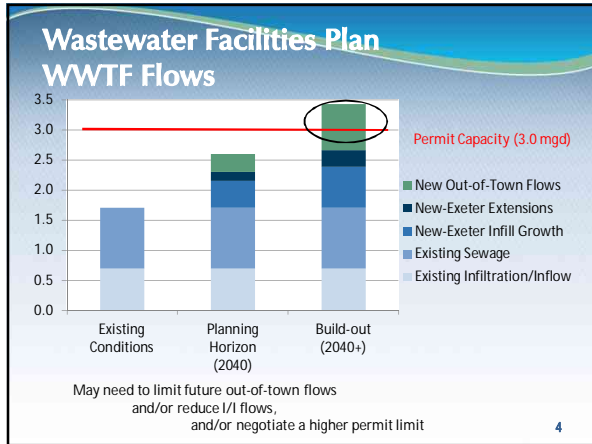 Wastewater Facilities Plan
WWTF Flows
3.5
3.0
2.5
2.0
1.5
1.0
0.5
0.0
Permit Capacity (3.0 mgd)
New Out-of-Town Flows
New-Exeter Extensions
New-Exeter Infill Growth
Existing Sewage
Existing Infiltration/Inflow
Existing
Conditions
Planning
Horizon
(2040)
Build-out
(2040+)
May need to limit future out-of-town flows
and/or reduce I/I flows,
and/or negotiate a higher permit limit
4